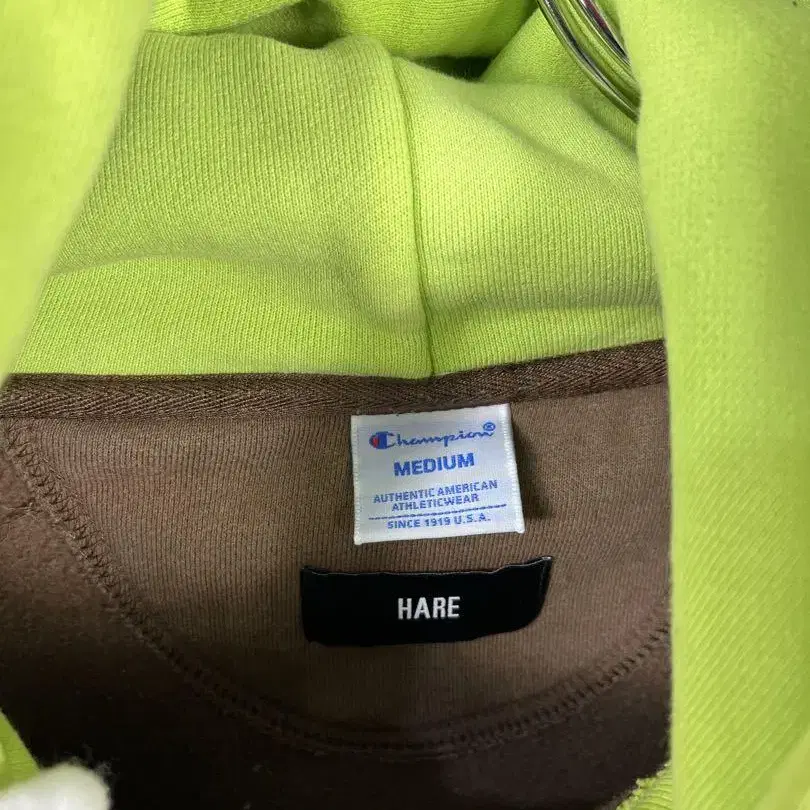 Champion®
MEDIUM
AUTHENTIC AMERICAN
ATHLETICWEAR
SINCE 1919 U.S.A.
HARE